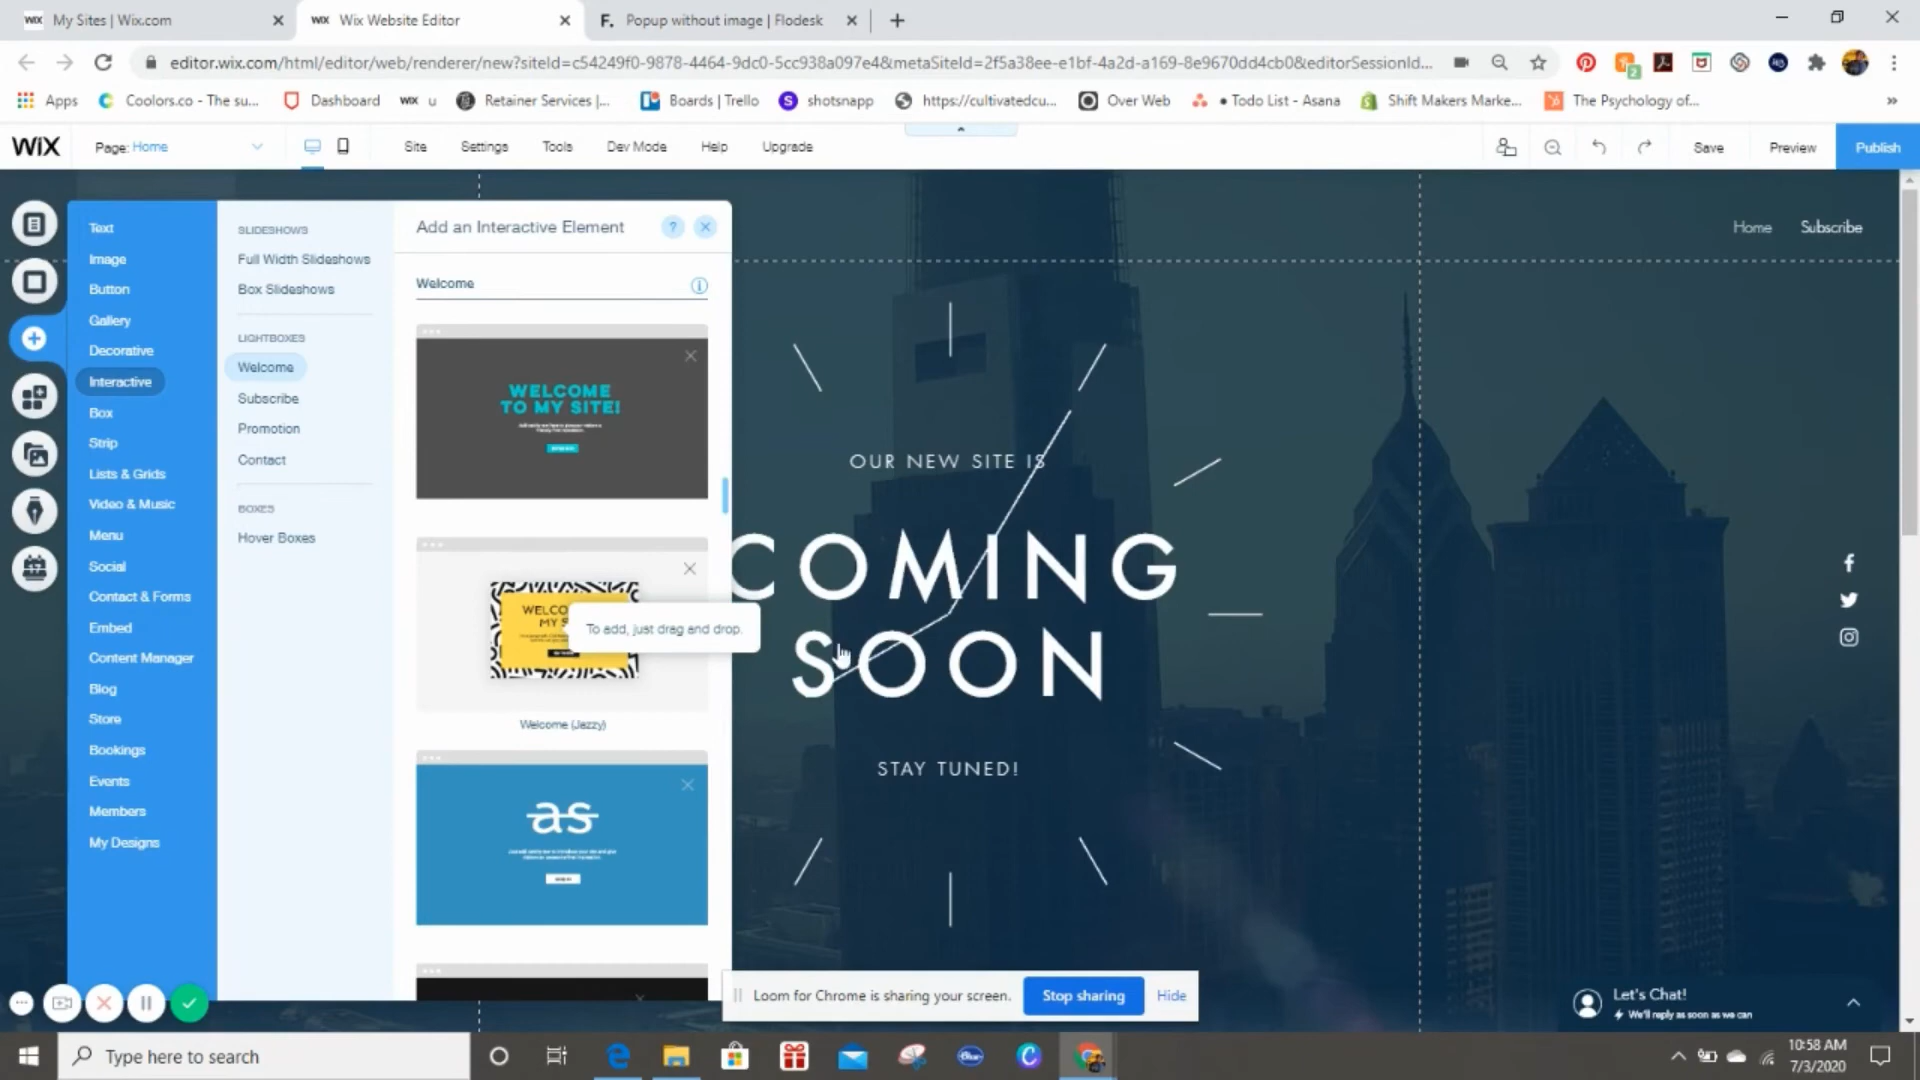 WiX My Sites | Wix.com
WiX Wix Website Editor
F. Popup without image | Flodesk
editor.wix.com/html/editor/web/renderer/new?siteId=c54249f0-9878-4464-9dc0-5cc938a097e4&metaSiteId=2f5a38ee-e1bf-4a2d-a169-8e9670dd4cb0&editorSessionId...
2
Apps
Coolors.co - The su...
Dashboard
WiX u
Retainer Services |...
Boards | Trello
S shotsnapp
https://cultivatedcu...
Over Web
• Todo List - Asana
Shift Makers Marke...
The Psychology of...
»
WiX
Page: Home
Site
Settings
Tools
Dev Mode
Help
Upgrade
Save
Preview
Publish
Text
Image
Button
Gallery
Decorative
Interactive
Box
Strip
Lists & Grids
Video & Music
Menu
Social
Contact & Forms
Embed
Content Manager
Blog
Store
Bookings
Events
Members
My Designs
SLIDESHOWS
Full Width Slideshows
Box Slideshows
LIGHTBOXES
Welcome
Subscribe
Promotion
Contact
BOXES
Hover Boxes
Add an Interactive Element
?
Welcome
WELCOME
TO MY SITE!
WELCO
MY S
To add, just drag and drop.
Welcome (Jazzy)
as
Home
Subscribe
OUR NEW SITE IS
COMING
SOON
STAY TUNED!
Let's Chat!
We'll reply as soon as we can
Loom for Chrome is sharing your screen.
Stop sharing
Hide
Type here to search
10:58 AM
7/3/2020